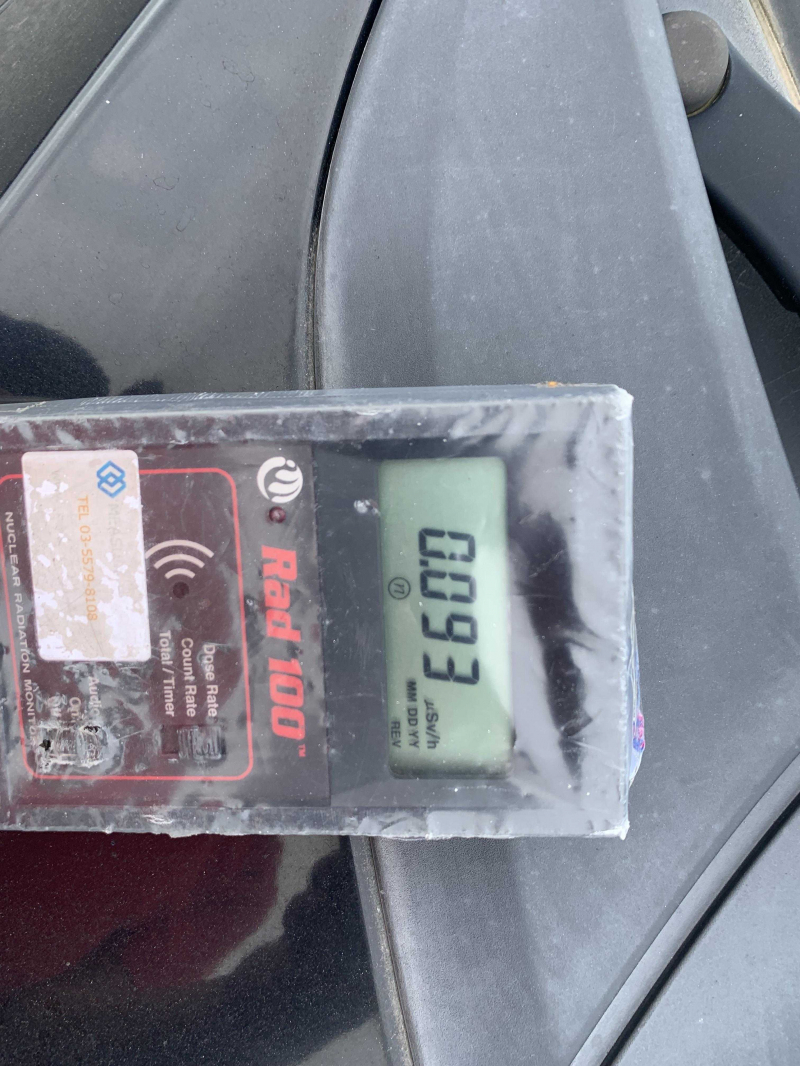 0.093
µSv/h
MM DD YY
REV
Rad 100™
Dose Rate
Count Rate
Total/Timer
Audio
TEL 03-5579-8108
NUCLEAR RADIATION MONITOR